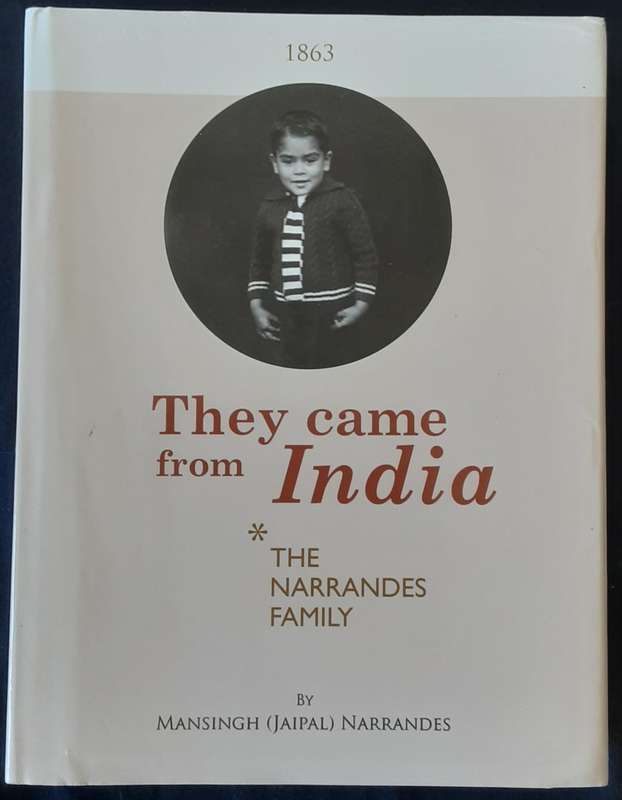 1863
They came
from India
*THE
NARRANDES
FAMILY
BY
MANSINGH (JAIPAL) NARRANDES